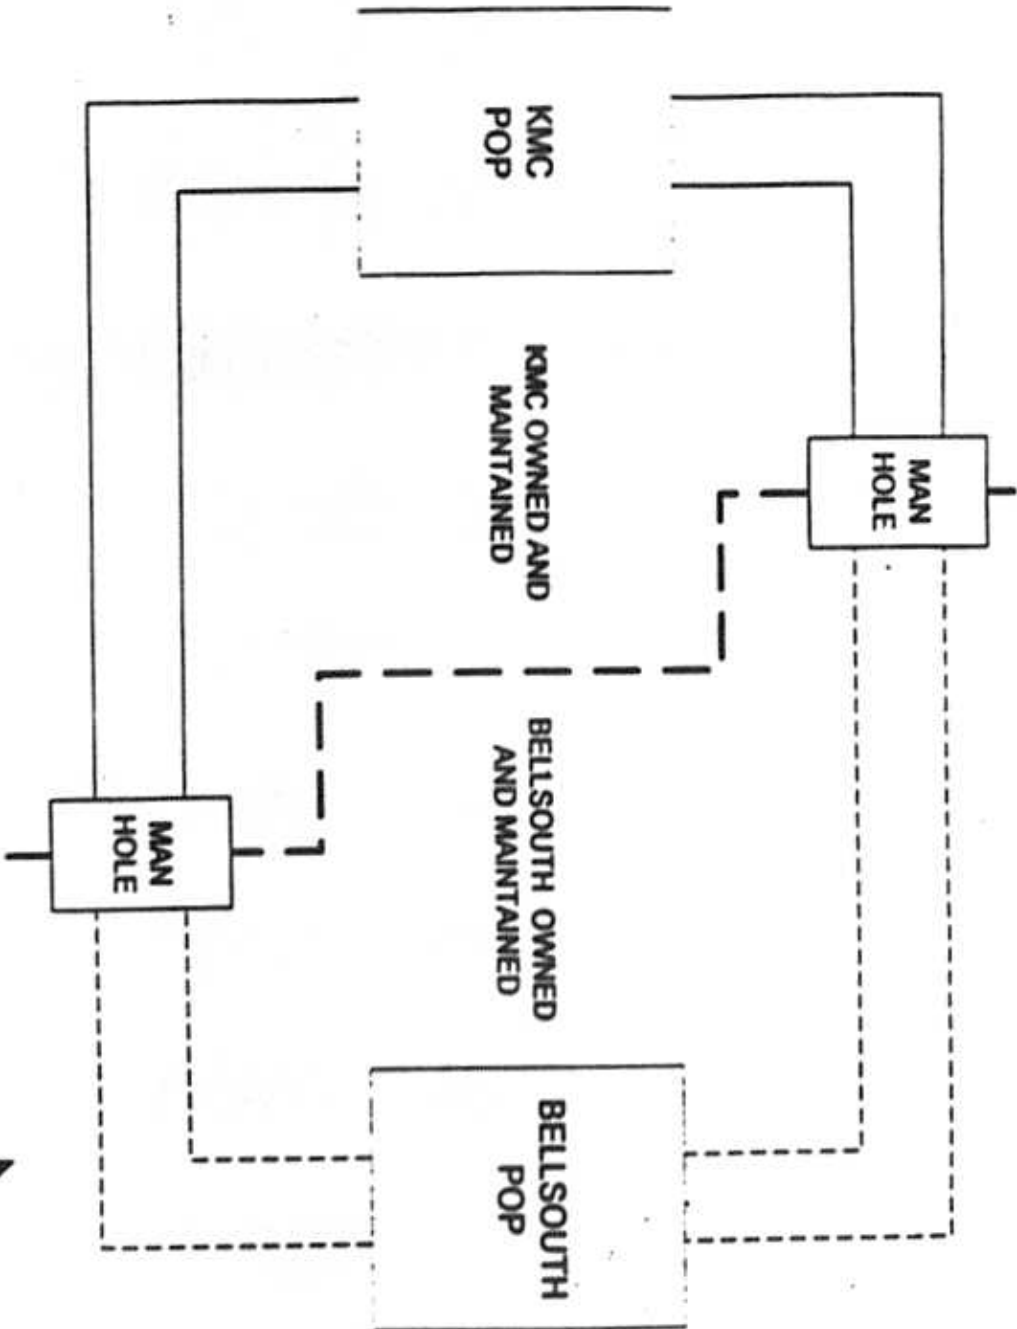 KMC
POP
MAN
HOLE
KMC OWNED AND
MAINTAINED
BELLSOUTH OWNED
AND MAINTAINED
MAN
HOLE
BELLSOUTH
POP